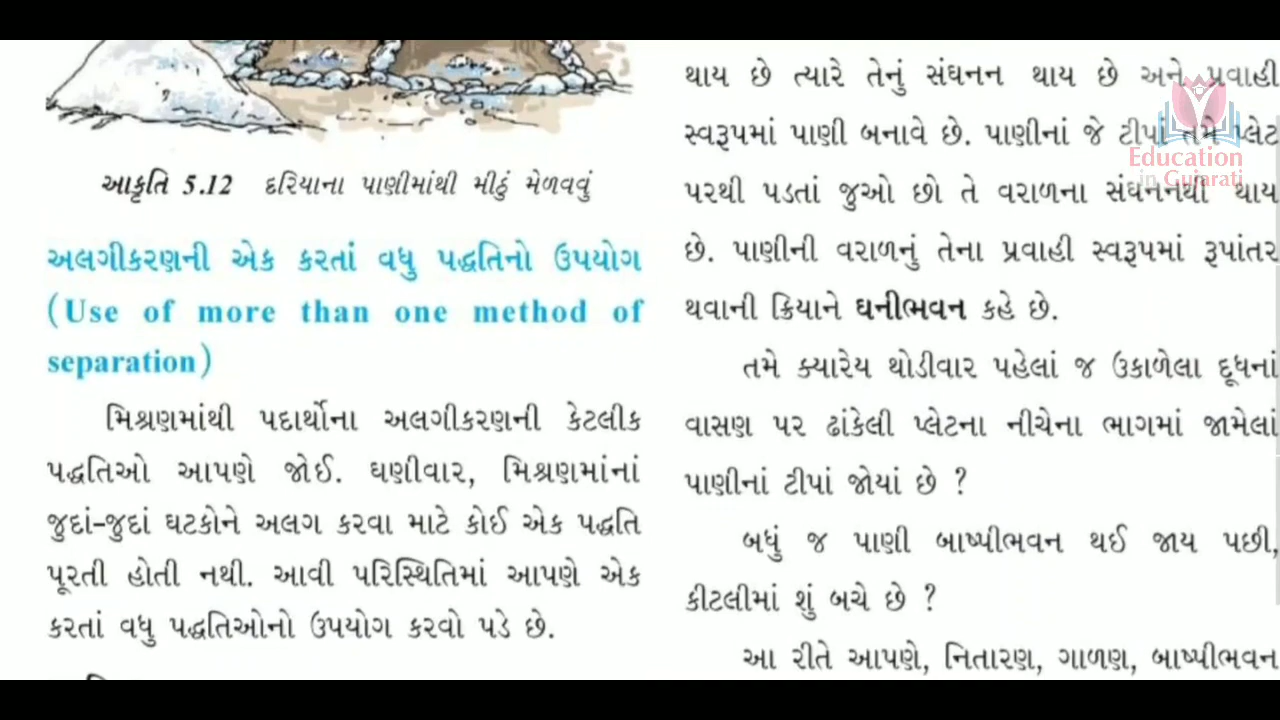 આકૃતિ 5.12 દરિયાના પાણીમાંથી મીઠું મેળવવું
અલગીકરણની એક કરતાં વધુ પદ્ધતિનો ઉપયોગ
(Use of more than one method of
separation)
મિશ્રણમાંથી પદાર્થોના અલગીકરણની કેટલીક
પદ્ધતિઓ આપણે જોઈ. ઘણીવાર, મિશ્રણમાંનાં
જુદાં-જુદાં ઘટકોને અલગ કરવા માટે કોઈ એક પદ્ધતિ
પૂરતી હોતી નથી. આવી પરિસ્થિતિમાં આપણે એક
કરતાં વધુ પદ્ધતિઓનો ઉપયોગ કરવો પડે છે.
થાય છે ત્યારે તેનું સંઘનન થાય છે અને પ્રવાહી
સ્વરૂપમાં પાણી બનાવે છે. પાણીનાં જે ટીપાં તમે પ્લેટ
પરથી પડતાં જુઓ છો તે વરાળના સંઘનનથી થાય
છે. પાણીની વરાળનું તેના પ્રવાહી સ્વરૂપમાં રૂપાંતર
થવાની ક્રિયાને ઘનીભવન કહે છે.
તમે ક્યારેય થોડીવાર પહેલાં જ ઉકાળેલા દૂધનાં
વાસણ પર ઢાંકેલી પ્લેટના નીચેના ભાગમાં જામેલાં
પાણીનાં ટીપાં જોયાં છે ?
બધું જ પાણી બાષ્પીભવન થઈ જાય પછી,
કીટલીમાં શું બચે છે ?
આ રીતે આપણે, નિતારણ, ગાળણ, બાષ્પીભવન
Education
in Gujarati